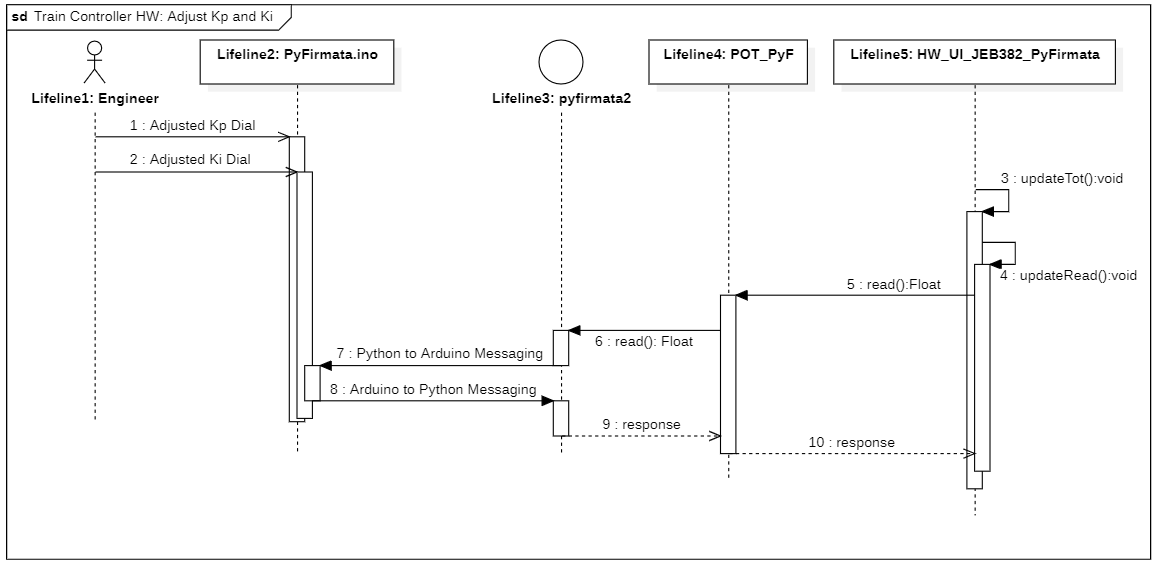 sd Train Controller HW: Adjust Kp and Ki
Lifeline2: PyFirmata.ino
Lifeline4: POT_PyF
Lifeline5: HW_UI_JEB382_PyFirmata
Lifeline1: Engineer
Lifeline3: pyfirmata2
1 : Adjusted Kp Dial
2 : Adjusted Ki Dial
3 : updateTot():void
4 : updateRead():void
5 : read():Float
6 : read(): Float
7 : Python to Arduino Messaging
8 : Arduino to Python Messaging
9 : response
10 : response